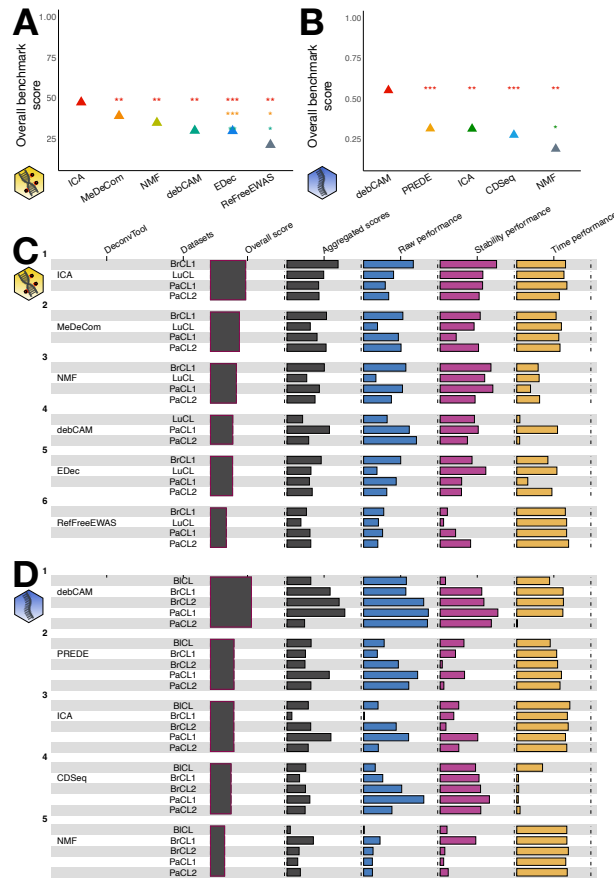 A
B
Overall benchmark
score
1.00
75
50
25
** ** ** *** **
** *
*
ICA
MeDeCom
NMF
debCAM
EDec
RefFreeEWAS
Overall benchmark
score
1.00
0.75
0.50
0.25
*** ** *** **
*
debCAM
PREDE
ICA
CDSeq
NMF
DeconvTool
Datasets
Overall score
Aggregated scores
Raw performance
Stability performance
Time performance
C
1
ICA
BrCL1
LuCL
PaCL1
PaCL2
2
MeDeCom
BrCL1
LuCL
PaCL1
PaCL2
3
NMF
BrCL1
LuCL
PaCL1
PaCL2
4
debCAM
LuCL
PaCL1
PaCL2
5
EDec
BrCL1
LuCL
PaCL1
PaCL2
6
RefFreeEWAS
BrCL1
LuCL
PaCL1
PaCL2
D
1
debCAM
BlCL
BrCL1
BrCL2
PaCL1
PaCL2
2
PREDE
BlCL
BrCL1
BrCL2
PaCL1
PaCL2
3
ICA
BlCL
BrCL1
BrCL2
PaCL1
PaCL2
4
CDSeq
BlCL
BrCL1
BrCL2
PaCL1
PaCL2
5
NMF
BlCL
BrCL1
BrCL2
PaCL1
PaCL2